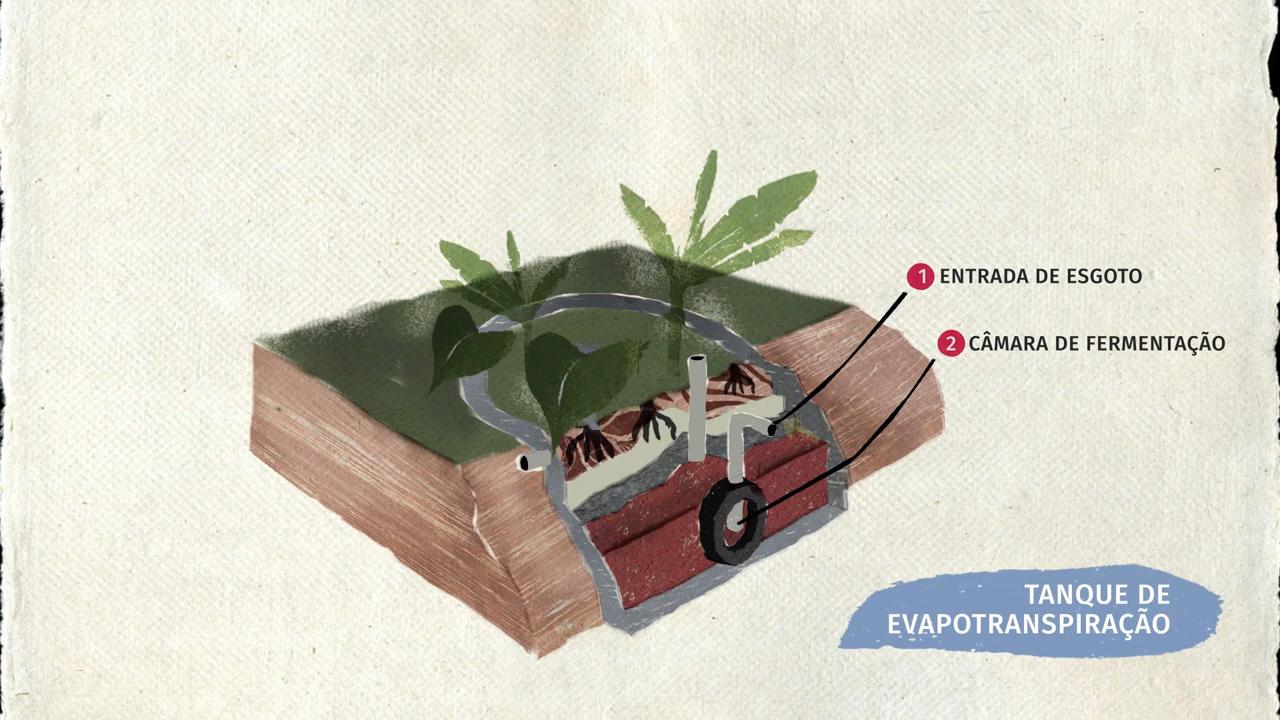 1 ENTRADA DE ESGOTO
2 CÂMARA DE FERMENTAÇÃO
TANQUE DE
EVAPOTRANSPIRAÇÃO